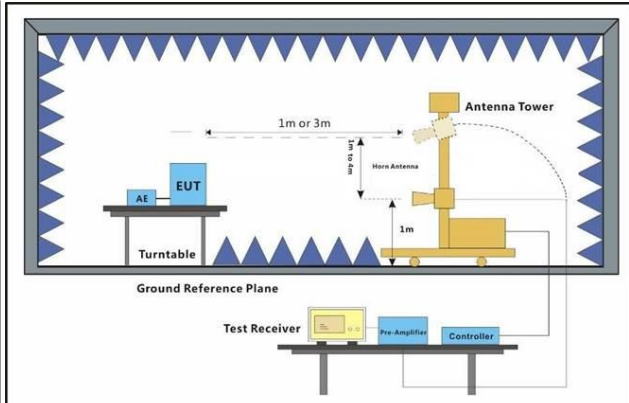 Antenna Tower
1m or 3m
1m to 4m
Horn Antenna
EUT
AE
1m
Turntable
Ground Reference Plane
Test Receiver
Pre-Amplifier
Controller